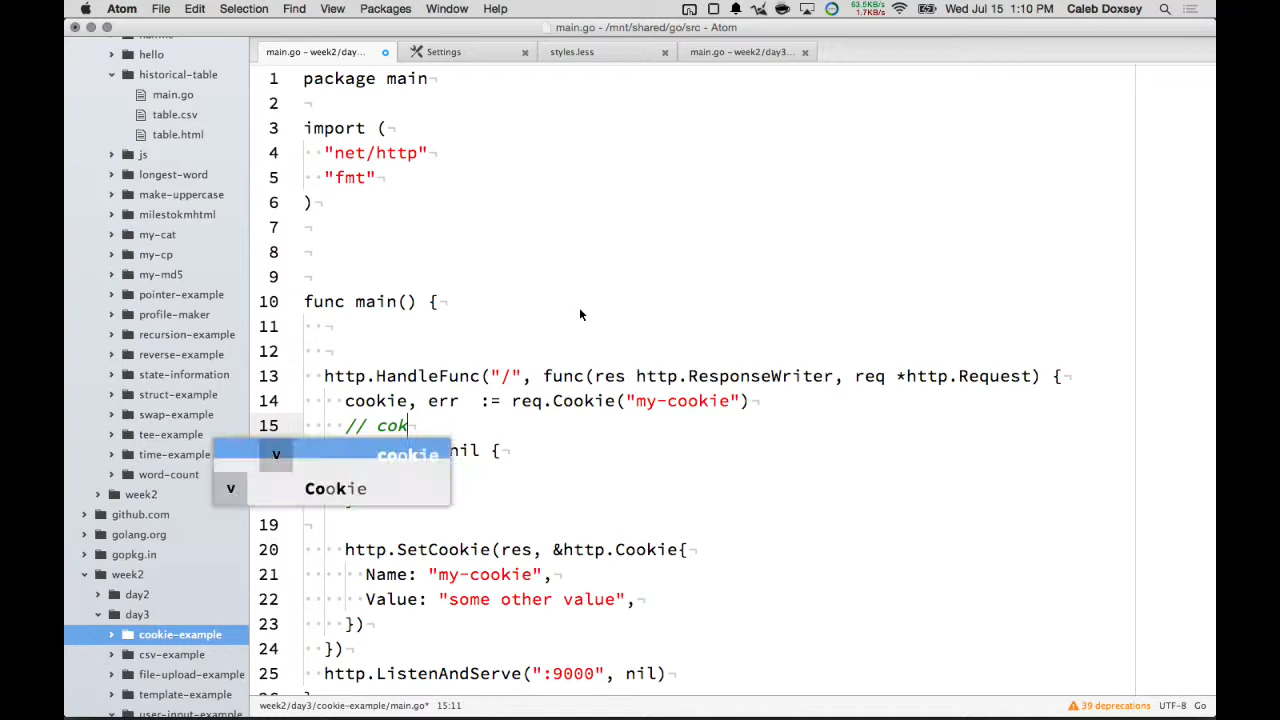 Atom File Edit Selection Find View Packages Window Help
63.5KB/s
1.7KB/s
Wed Jul 15 1:10 PM Caleb Doxsey
main.go - /mnt/shared/go/src - Atom
main.go - week2/day...
Settings
styles.less
main.go - week2/day3...
hello
historical-table
main.go
table.csv
table.html
js
longest-word
make-uppercase
milestokmhtml
my-cat
my-cp
my-md5
pointer-example
profile-maker
recursion-example
reverse-example
state-information
struct-example
swap-example
tee-example
time-example
word-count
week2
github.com
golang.org
gopkg.in
week2
day2
day3
cookie-example
csv-example
file-upload-example
template-example
user-input-example
1 package main
2
3 import (
4 "net/http"
5 "fmt"
6 )
7
8
9
10 func main() {
11
12
13 http.HandleFunc("/", func(res http.ResponseWriter, req *http.Request) {
14 cookie, err := req.Cookie("my-cookie")
15 // cok
nil {
v cookie
v Cookie
19
20 http.SetCookie(res, &http.Cookie{
21 Name: "my-cookie",
22 Value: "some other value",
23 })
24 })
25 http.ListenAndServe(":9000", nil)
week2/day3/cookie-example/main.go* 15:11
39 deprecations UTF-8 Go